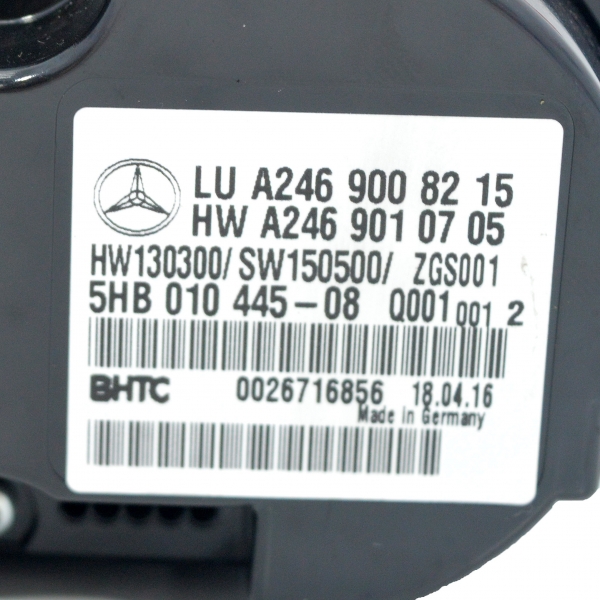 LU A246 900 82 15
HW A246 901 07 05
HW130300/ SW150500/ ZGS001
5HB 010 445-08 Q001 001 2
BHTC 0026716856 18.04.16
Made in Germany